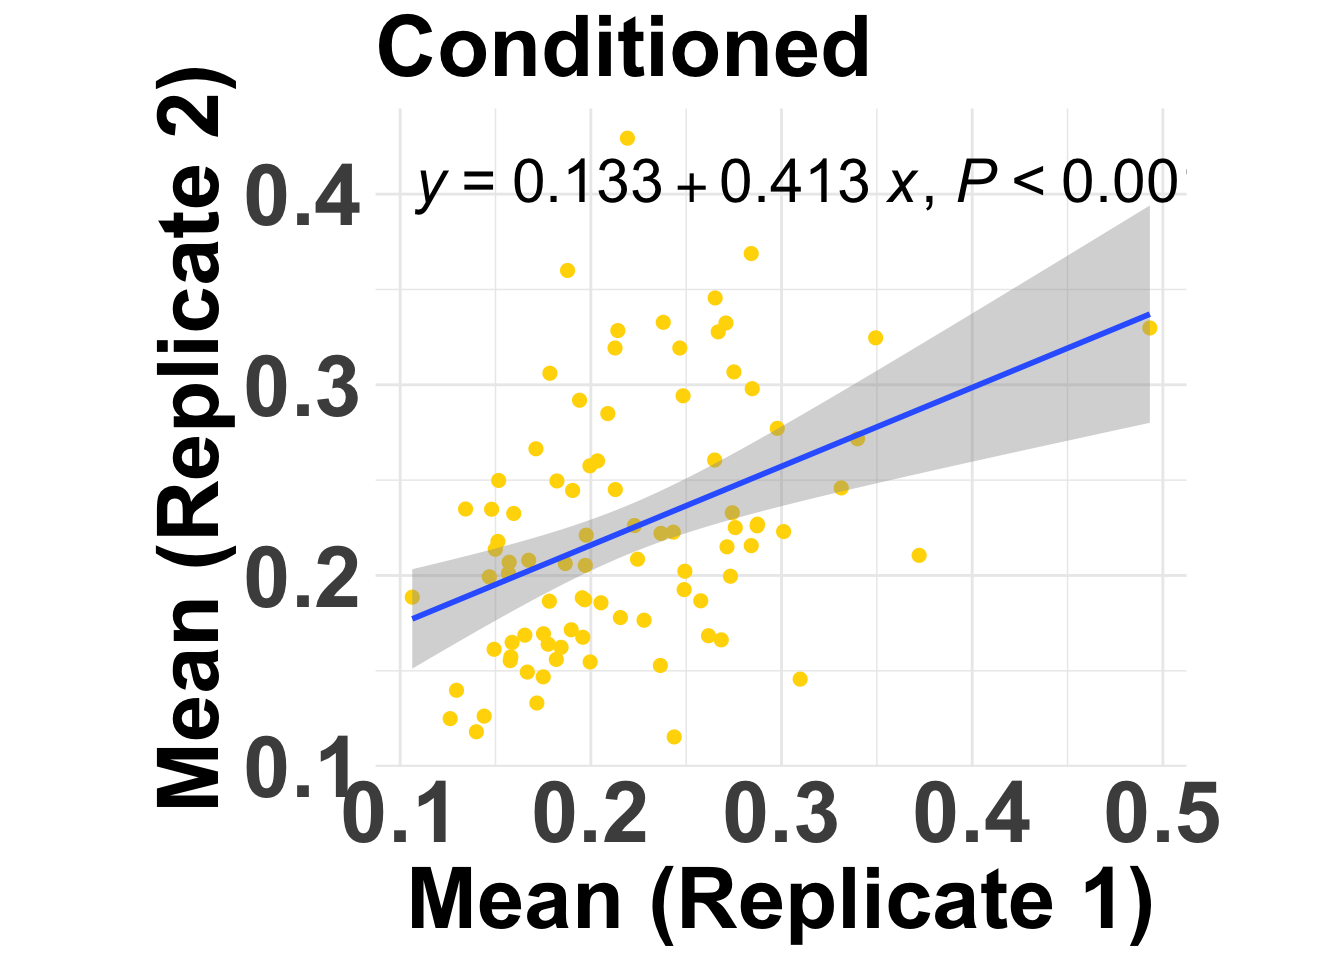 Conditioned
Mean (Replicate 2)
y = 0.133 + 0.413 x, P < 0.00
0.4
0.3
0.2
0.1
0.1 0.2 0.3 0.4 0.5
Mean (Replicate 1)